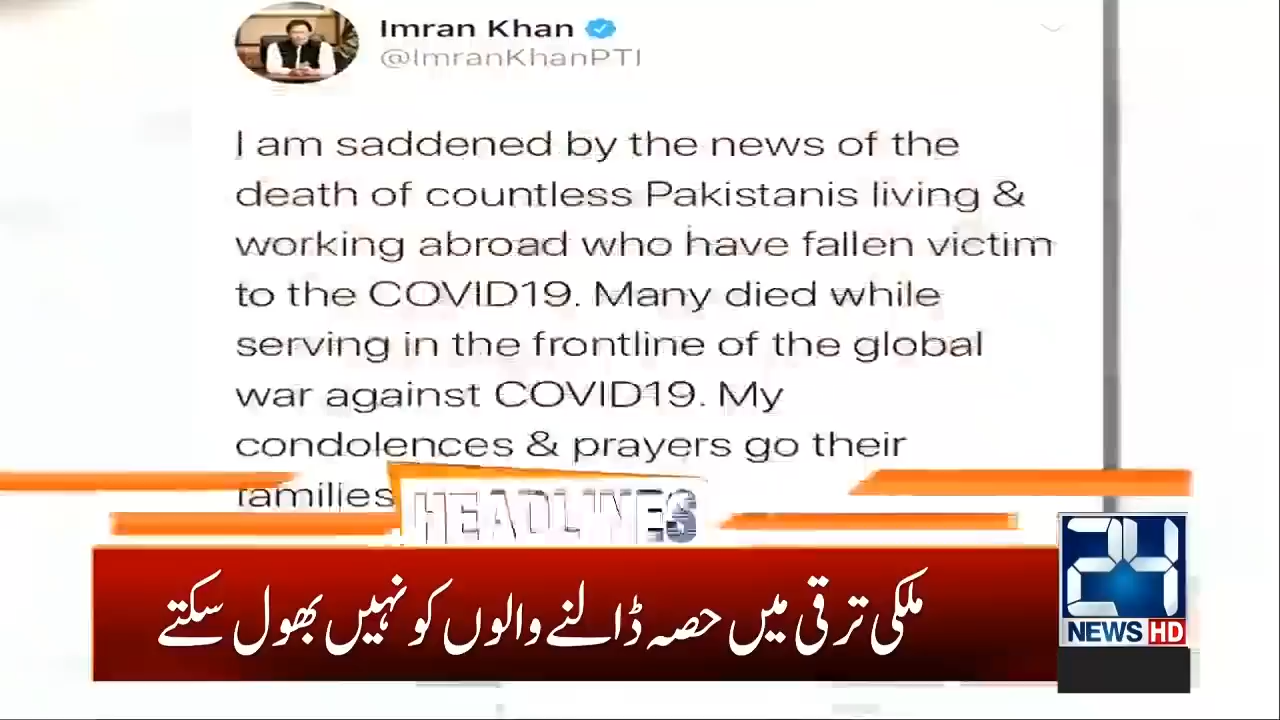 Imran Khan
@ImranKhanPTI
I am saddened by the news of the
death of countless Pakistanis living &
working abroad who have fallen victim
to the COVID19. Many died while
serving in the frontline of the global
war against COVID19. My
condolences & prayers go their
families
HEADLINES
ملکی ترقی میں حصہ ڈالنے والوں کو نہیں بھول سکتے
24
NEWS HD